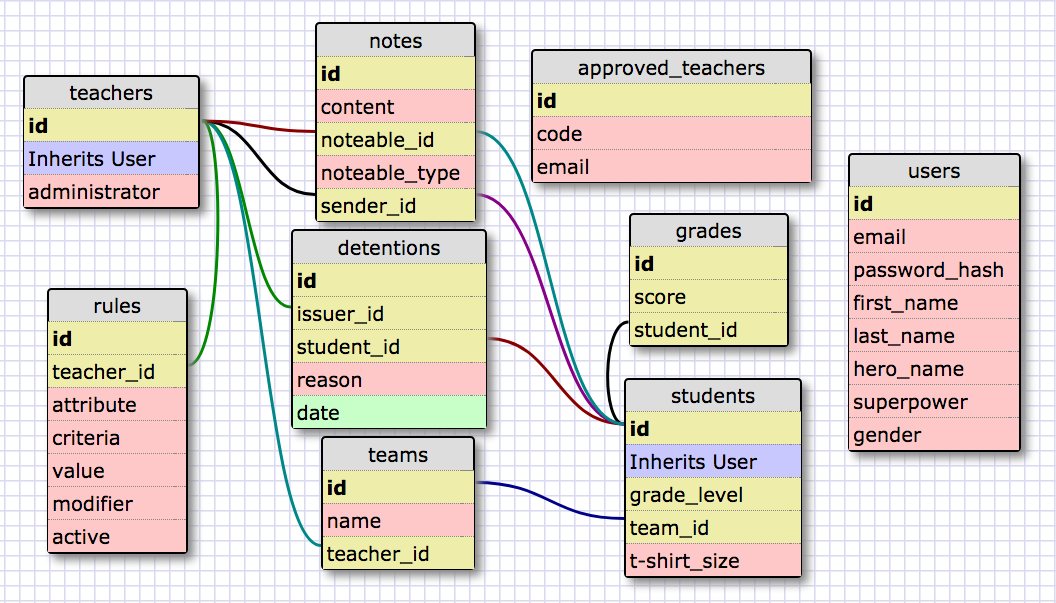 teachers
id
Inherits User
administrator
notes
id
content
noteable_id
noteable_type
sender_id
approved_teachers
id
code
email
users
id
email
password_hash
first_name
last_name
hero_name
superpower
gender
rules
id
teacher_id
attribute
criteria
value
modifier
active
detentions
id
issuer_id
student_id
reason
date
grades
id
score
student_id
teams
id
name
teacher_id
students
id
Inherits User
grade_level
team_id
t-shirt_size